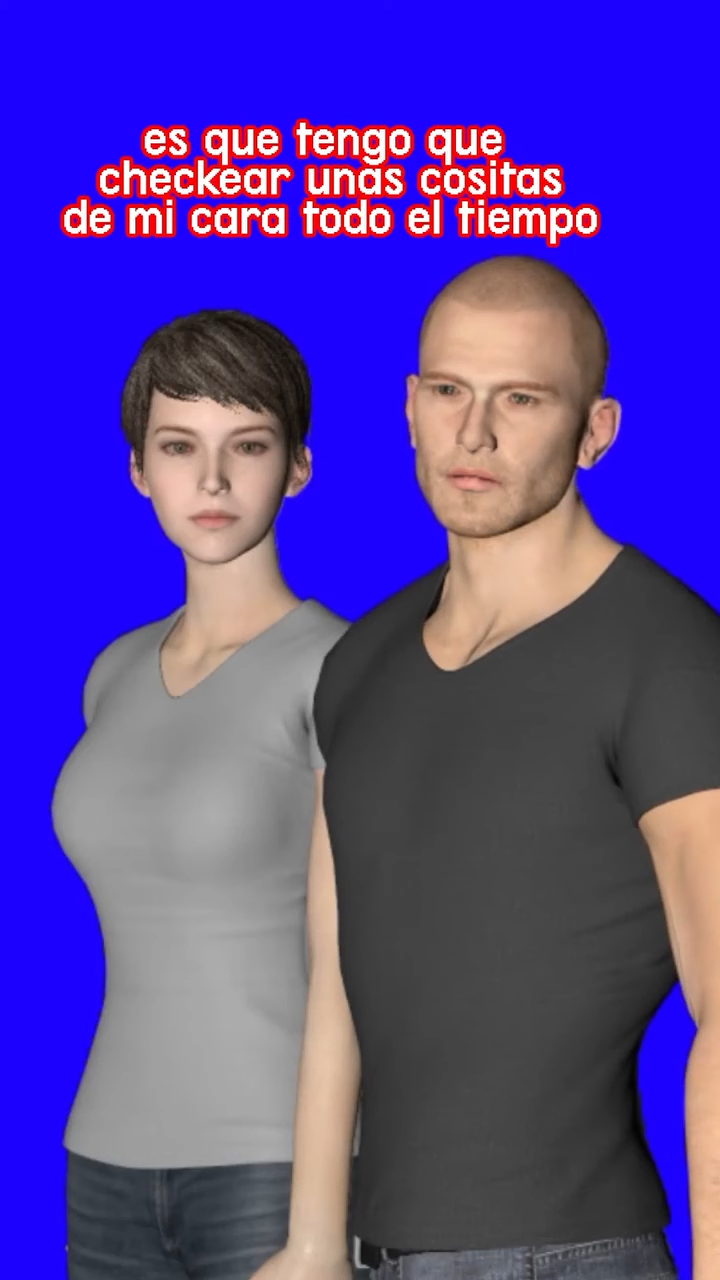 es que tengo que
checkear unas cositas
de mi cara todo el tiempo